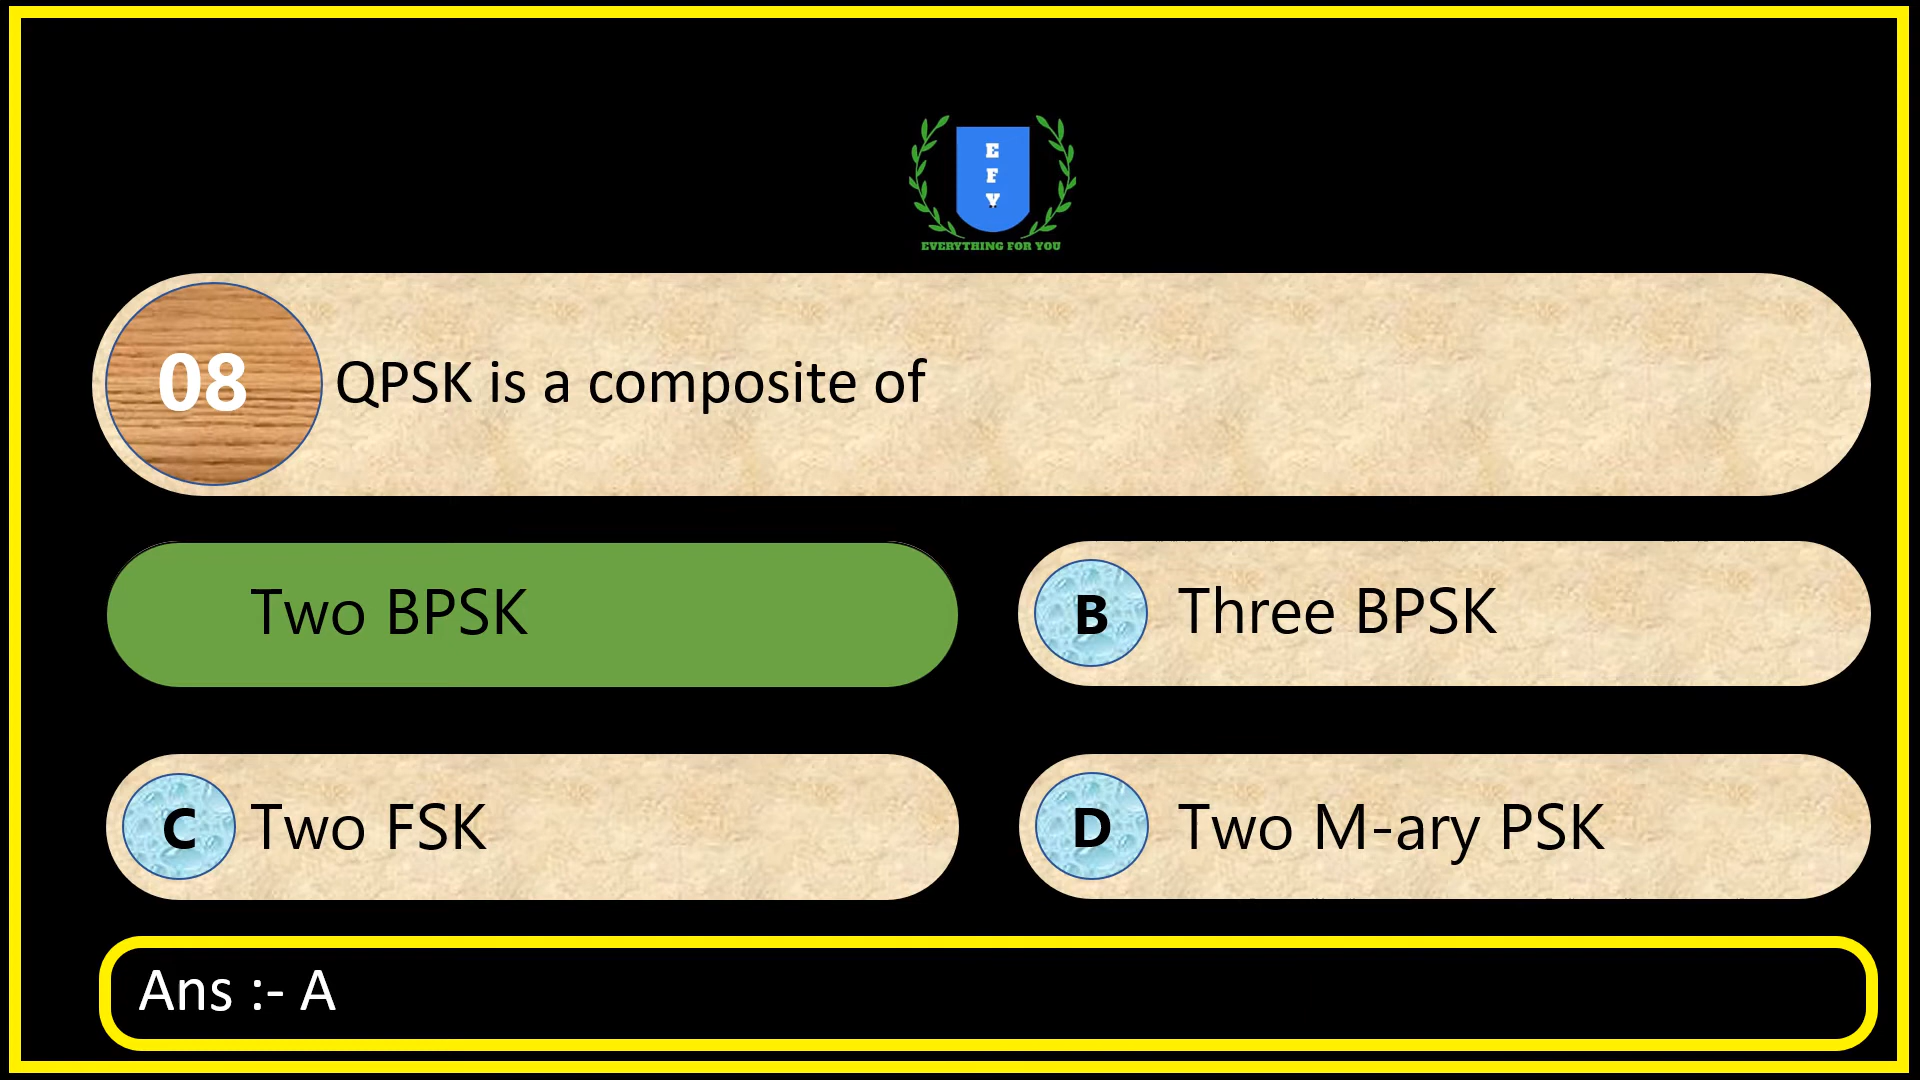 E
F
Y
EVERYTHING FOR YOU
08 QPSK is a composite of
Two BPSK
B Three BPSK
C Two FSK
D Two M-ary PSK
Ans :- A